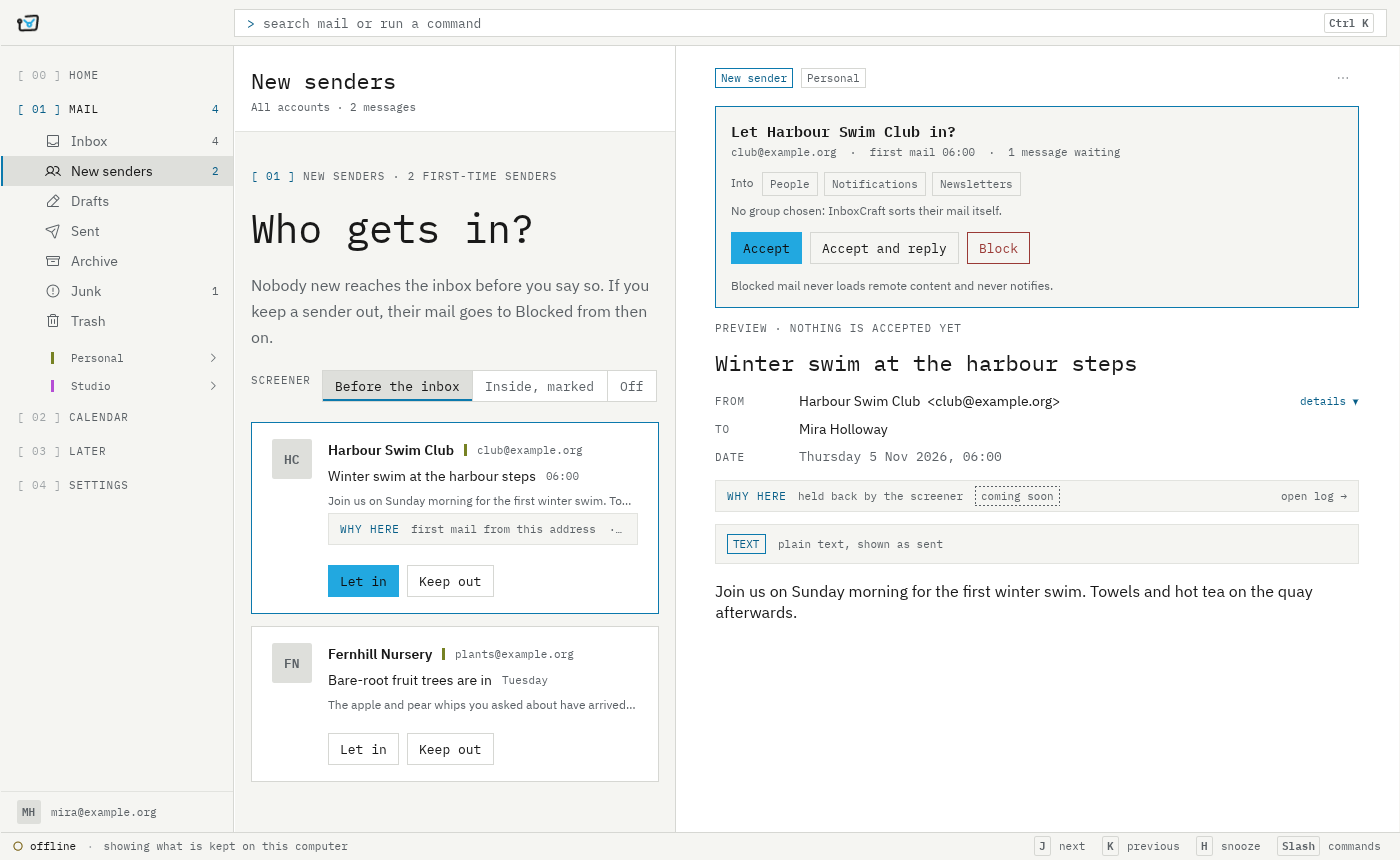 > search mail or run a command
Ctrl K
[ 00 ] HOME
[ 01 ] MAIL 4
Inbox 4
New senders 2
Drafts
Sent
Archive
Junk 1
Trash
Personal
Studio
[ 02 ] CALENDAR
[ 03 ] LATER
[ 04 ] SETTINGS
MH mira@example.org
New senders
All accounts · 2 messages
[ 01 ] NEW SENDERS · 2 FIRST-TIME SENDERS
Who gets in?
Nobody new reaches the inbox before you say so. If you
keep a sender out, their mail goes to Blocked from then
on.
SCREENER Before the inbox Inside, marked Off
HC Harbour Swim Club club@example.org
Winter swim at the harbour steps 06:00
Join us on Sunday morning for the first winter swim. To…
WHY HERE first mail from this address ·…
Let in Keep out
FN Fernhill Nursery plants@example.org
Bare-root fruit trees are in Tuesday
The apple and pear whips you asked about have arrived…
Let in Keep out
New sender Personal ···
Let Harbour Swim Club in?
club@example.org · first mail 06:00 · 1 message waiting
Into People Notifications Newsletters
No group chosen: InboxCraft sorts their mail itself.
Accept Accept and reply Block
Blocked mail never loads remote content and never notifies.
PREVIEW · NOTHING IS ACCEPTED YET
Winter swim at the harbour steps
FROM Harbour Swim Club <club@example.org> details ▾
TO Mira Holloway
DATE Thursday 5 Nov 2026, 06:00
WHY HERE held back by the screener coming soon open log →
TEXT plain text, shown as sent
Join us on Sunday morning for the first winter swim. Towels and hot tea on the quay
afterwards.
offline · showing what is kept on this computer
J next K previous H snooze Slash commands